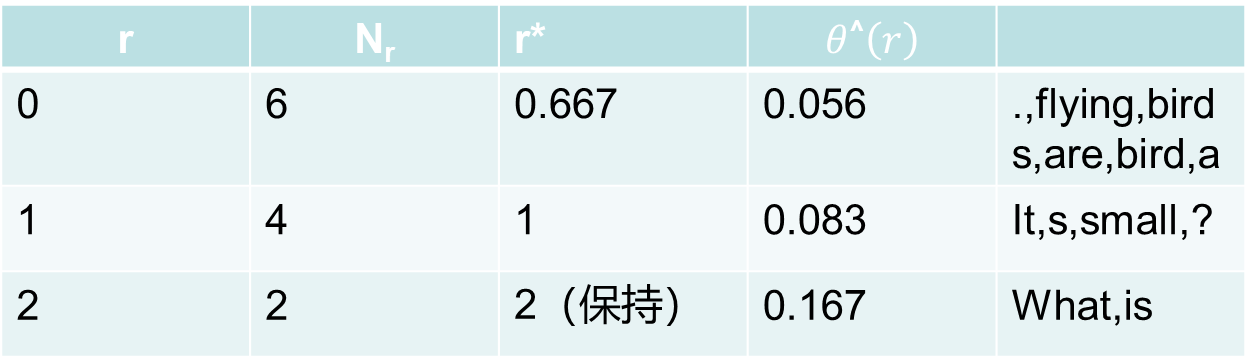 r N_r r* θ^(r)
0 6 0.667 0.056 .,flying,bird
s,are,bird,a
1 4 1 0.083 It,s,small,?
2 2 2（保持） 0.167 What,is